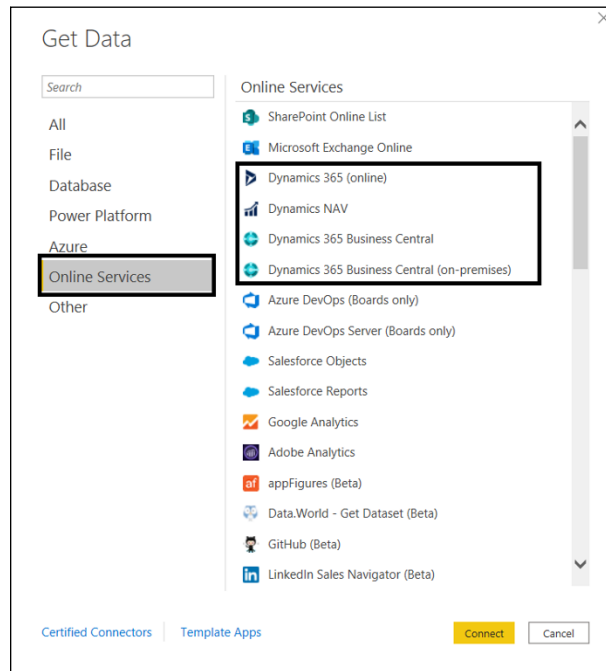 Get Data
Search
All
File
Database
Power Platform
Azure
Online Services
Other
Online Services
SharePoint Online List
Microsoft Exchange Online
Dynamics 365 (online)
Dynamics NAV
Dynamics 365 Business Central
Dynamics 365 Business Central (on-premises)
Azure DevOps (Boards only)
Azure DevOps Server (Boards only)
Salesforce Objects
Salesforce Reports
Google Analytics
Adobe Analytics
af appFigures (Beta)
Data.World - Get Dataset (Beta)
GitHub (Beta)
in LinkedIn Sales Navigator (Beta)
Certified Connectors
Template Apps
Connect
Cancel